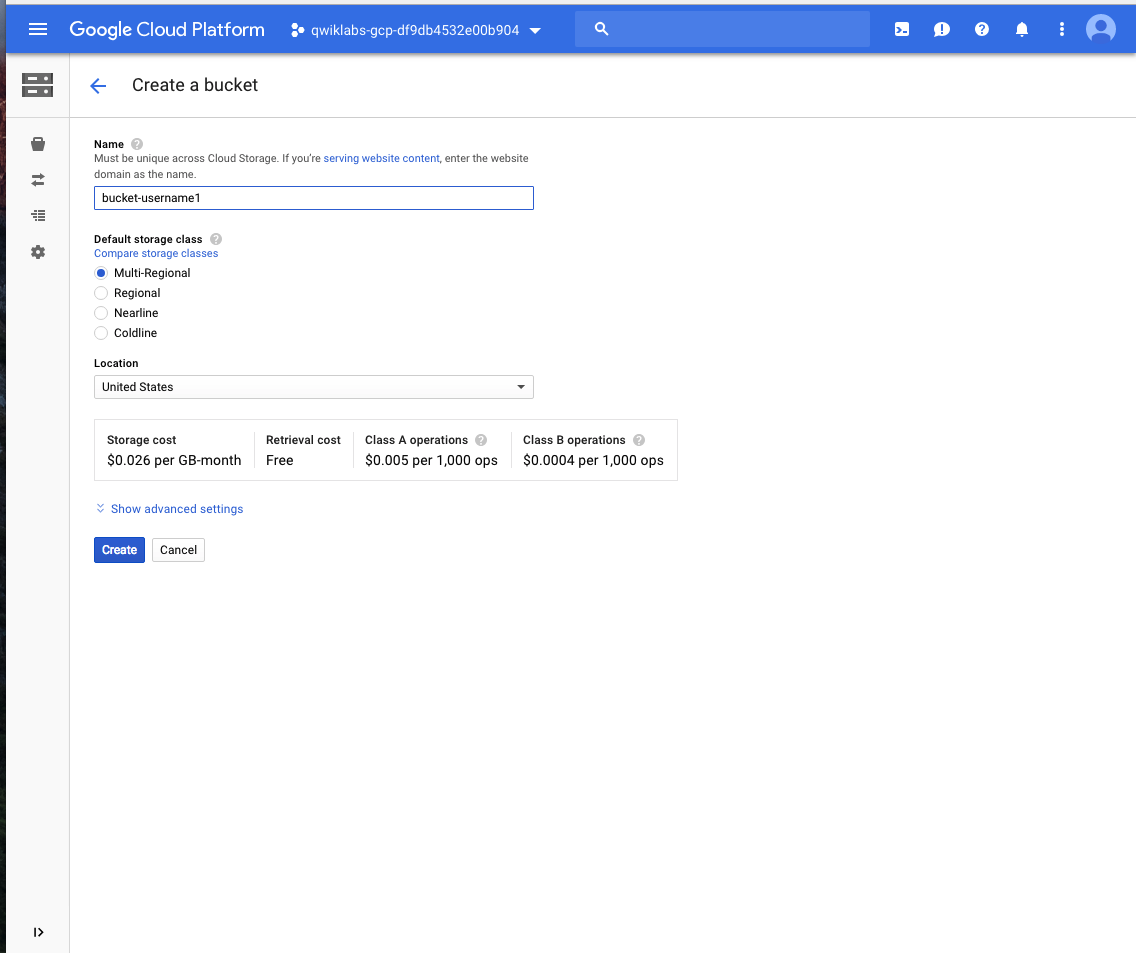 Google Cloud Platform
qwiklabs-gcp-df9db4532e00b904
Create a bucket
Name
Must be unique across Cloud Storage. If you're serving website content, enter the website
domain as the name.
bucket-username1
Default storage class
Compare storage classes
Multi-Regional
Regional
Nearline
Coldline
Location
United States
Storage cost Retrieval cost Class A operations Class B operations
$0.026 per GB-month Free $0.005 per 1,000 ops $0.0004 per 1,000 ops
Show advanced settings
Create Cancel